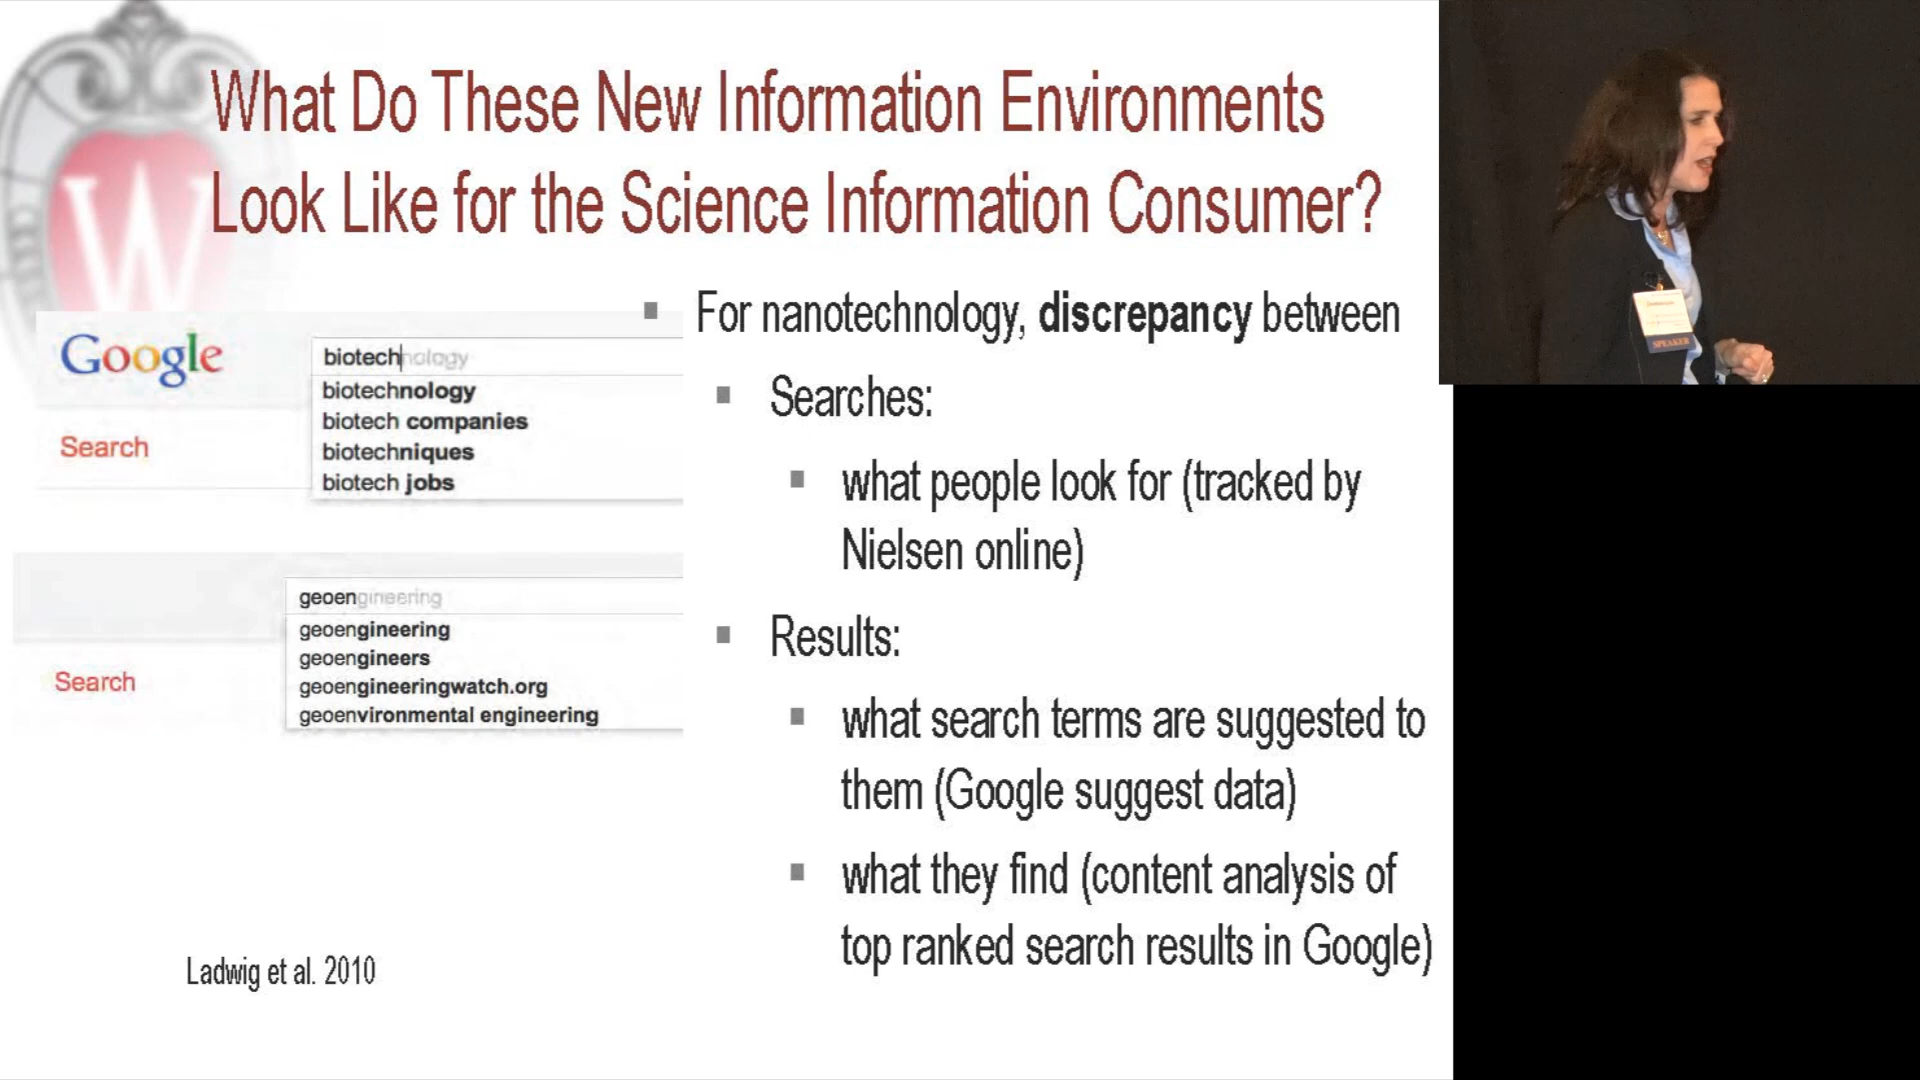 What Do These New Information Environments
Look Like for the Science Information Consumer?
W
Google
biotechnology
biotechnology
biotech companies
biotechniques
biotech jobs
Search
geoengineering
geoengineering
geoengineers
geoengineeringwatch.org
geoenvironmental engineering
Search
For nanotechnology, discrepancy between
Searches:
what people look for (tracked by
Nielsen online)
Results:
what search terms are suggested to
them (Google suggest data)
what they find (content analysis of
top ranked search results in Google)
Ladwig et al. 2010
SPEAKER